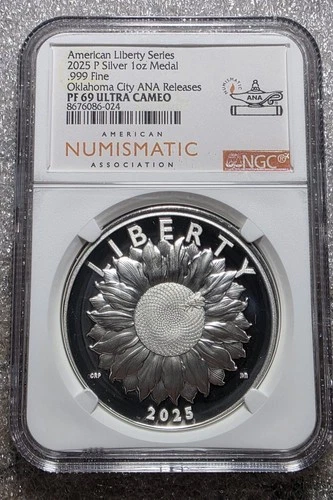 American Liberty Series
2025 P Silver 1oz Medal
.999 Fine
Oklahoma City ANA Releases
PF 69 ULTRA CAMEO
8676086-024
ANA
AMERICAN
NUMISMATIC
ASSOCIATION
NGC®
LIBERTY
2025